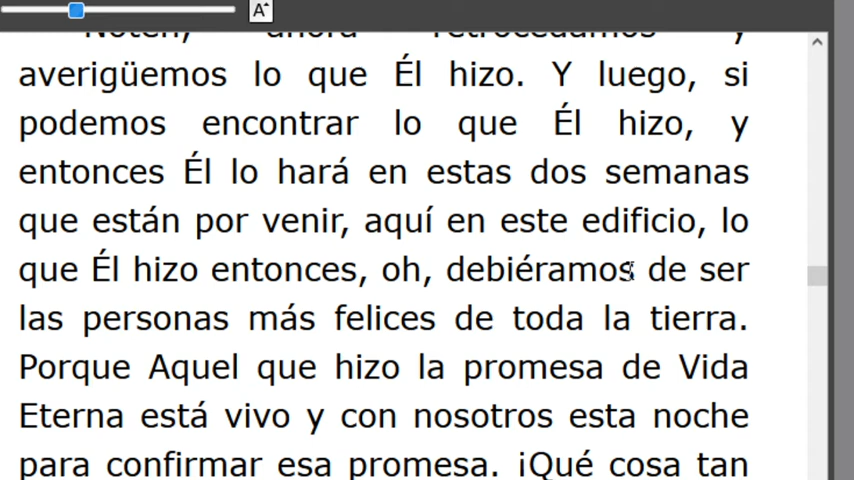 A
Noten, ahora retrocedamos y
averigüemos lo que Él hizo. Y luego, si
podemos encontrar lo que Él hizo, y
entonces Él lo hará en estas dos semanas
que están por venir, aquí en este edificio, lo
que Él hizo entonces, oh, debiéramos de ser
las personas más felices de toda la tierra.
Porque Aquel que hizo la promesa de Vida
Eterna está vivo y con nosotros esta noche
para confirmar esa promesa. ¡Qué cosa tan